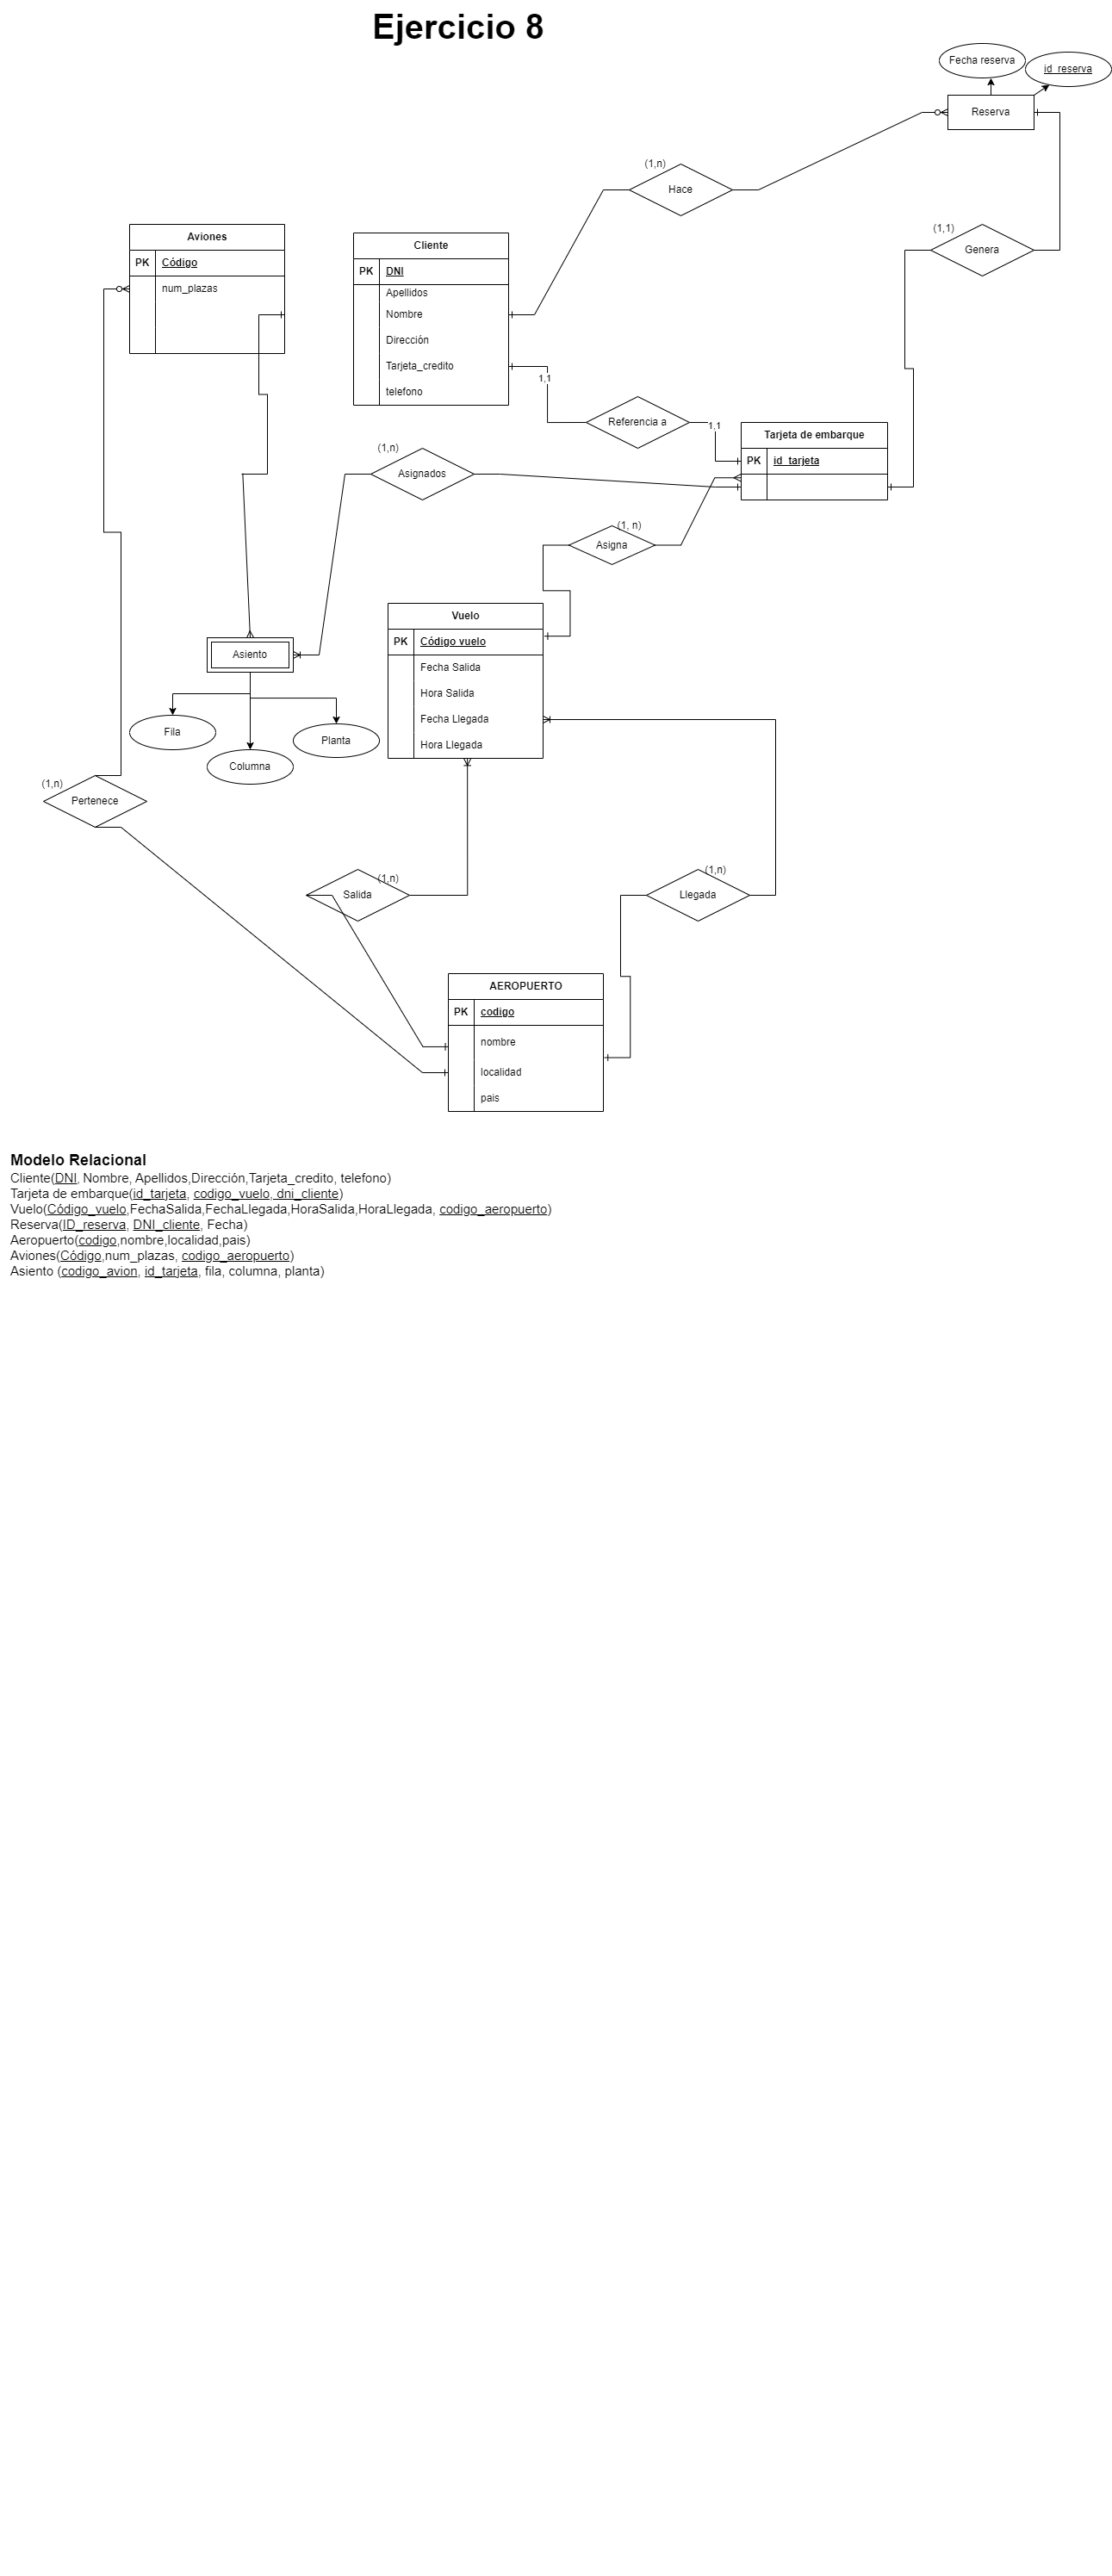 Ejercicio 8
Fecha reserva
id_reserva
Reserva
(1,n)
Hace
(1,1)
Genera
Aviones
PK Código
num_plazas
Cliente
PK DNI
Apellidos
Nombre
Dirección
Tarjeta_credito
telefono
1,1
Referencia a
1,1
Tarjeta de embarque
PK id_tarjeta
(1,n)
Asignados
(1, n)
Asigna
Vuelo
PK Código vuelo
Fecha Salida
Hora Salida
Fecha Llegada
Hora Llegada
Asiento
Fila
Columna
Planta
(1,n)
Pertenece
(1,n)
Salida
(1,n)
Llegada
AEROPUERTO
PK codigo
nombre
localidad
pais
Modelo Relacional
Cliente(DNI, Nombre, Apellidos,Dirección,Tarjeta_credito, telefono)
Tarjeta de embarque(id_tarjeta, codigo_vuelo, dni_cliente)
Vuelo(Código_vuelo,FechaSalida,FechaLlegada,HoraSalida,HoraLlegada, codigo_aeropuerto)
Reserva(ID_reserva, DNI_cliente, Fecha)
Aeropuerto(codigo,nombre,localidad,pais)
Aviones(Código,num_plazas, codigo_aeropuerto)
Asiento (codigo_avion, id_tarjeta, fila, columna, planta)